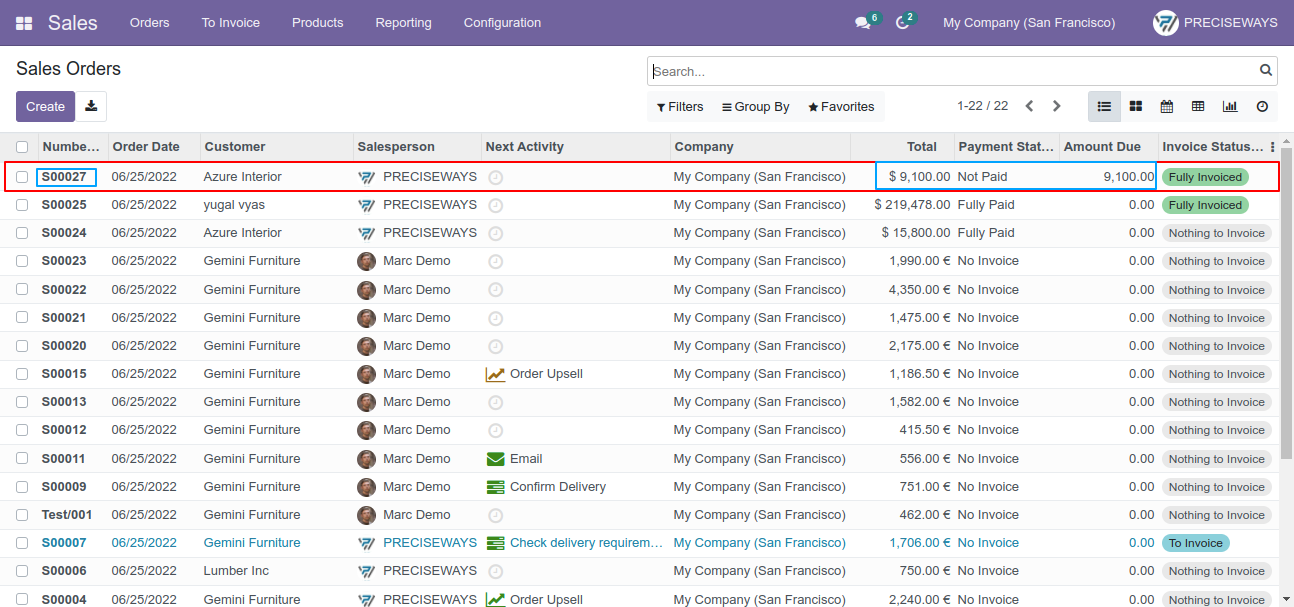 Sales Orders To Invoice Products Reporting Configuration 6 2 My Company (San Francisco) PRECISEWAYS
Sales Orders
Search...
Create Filters Group By Favorites 1-22 / 22
Numbe... Order Date Customer Salesperson Next Activity Company Total Payment Stat... Amount Due Invoice Status...
S00027 06/25/2022 Azure Interior PRECISEWAYS My Company (San Francisco) $ 9,100.00 Not Paid 9,100.00 Fully Invoiced
S00025 06/25/2022 yugal vyas PRECISEWAYS My Company (San Francisco) $ 219,478.00 Fully Paid 0.00 Fully Invoiced
S00024 06/25/2022 Azure Interior PRECISEWAYS My Company (San Francisco) $ 15,800.00 Fully Paid 0.00 Nothing to Invoice
S00023 06/25/2022 Gemini Furniture Marc Demo My Company (San Francisco) 1,990.00 € No Invoice 0.00 Nothing to Invoice
S00022 06/25/2022 Gemini Furniture Marc Demo My Company (San Francisco) 4,350.00 € No Invoice 0.00 Nothing to Invoice
S00021 06/25/2022 Gemini Furniture Marc Demo My Company (San Francisco) 1,475.00 € No Invoice 0.00 Nothing to Invoice
S00020 06/25/2022 Gemini Furniture Marc Demo My Company (San Francisco) 2,175.00 € No Invoice 0.00 Nothing to Invoice
S00015 06/25/2022 Gemini Furniture Marc Demo Order Upsell My Company (San Francisco) 1,186.50 € No Invoice 0.00 Nothing to Invoice
S00013 06/25/2022 Gemini Furniture Marc Demo My Company (San Francisco) 1,582.00 € No Invoice 0.00 Nothing to Invoice
S00012 06/25/2022 Gemini Furniture Marc Demo My Company (San Francisco) 415.50 € No Invoice 0.00 Nothing to Invoice
S00011 06/25/2022 Gemini Furniture Marc Demo Email My Company (San Francisco) 556.00 € No Invoice 0.00 Nothing to Invoice
S00009 06/25/2022 Gemini Furniture Marc Demo Confirm Delivery My Company (San Francisco) 751.00 € No Invoice 0.00 Nothing to Invoice
Test/001 06/25/2022 Gemini Furniture Marc Demo My Company (San Francisco) 462.00 € No Invoice 0.00 Nothing to Invoice
S00007 06/25/2022 Gemini Furniture PRECISEWAYS Check delivery requirem... My Company (San Francisco) 1,706.00 € No Invoice 0.00 To Invoice
S00006 06/25/2022 Lumber Inc PRECISEWAYS My Company (San Francisco) 750.00 € No Invoice 0.00 Nothing to Invoice
S00004 06/25/2022 Gemini Furniture PRECISEWAYS Order Upsell My Company (San Francisco) 2,240.00 € No Invoice 0.00 Nothing to Invoice